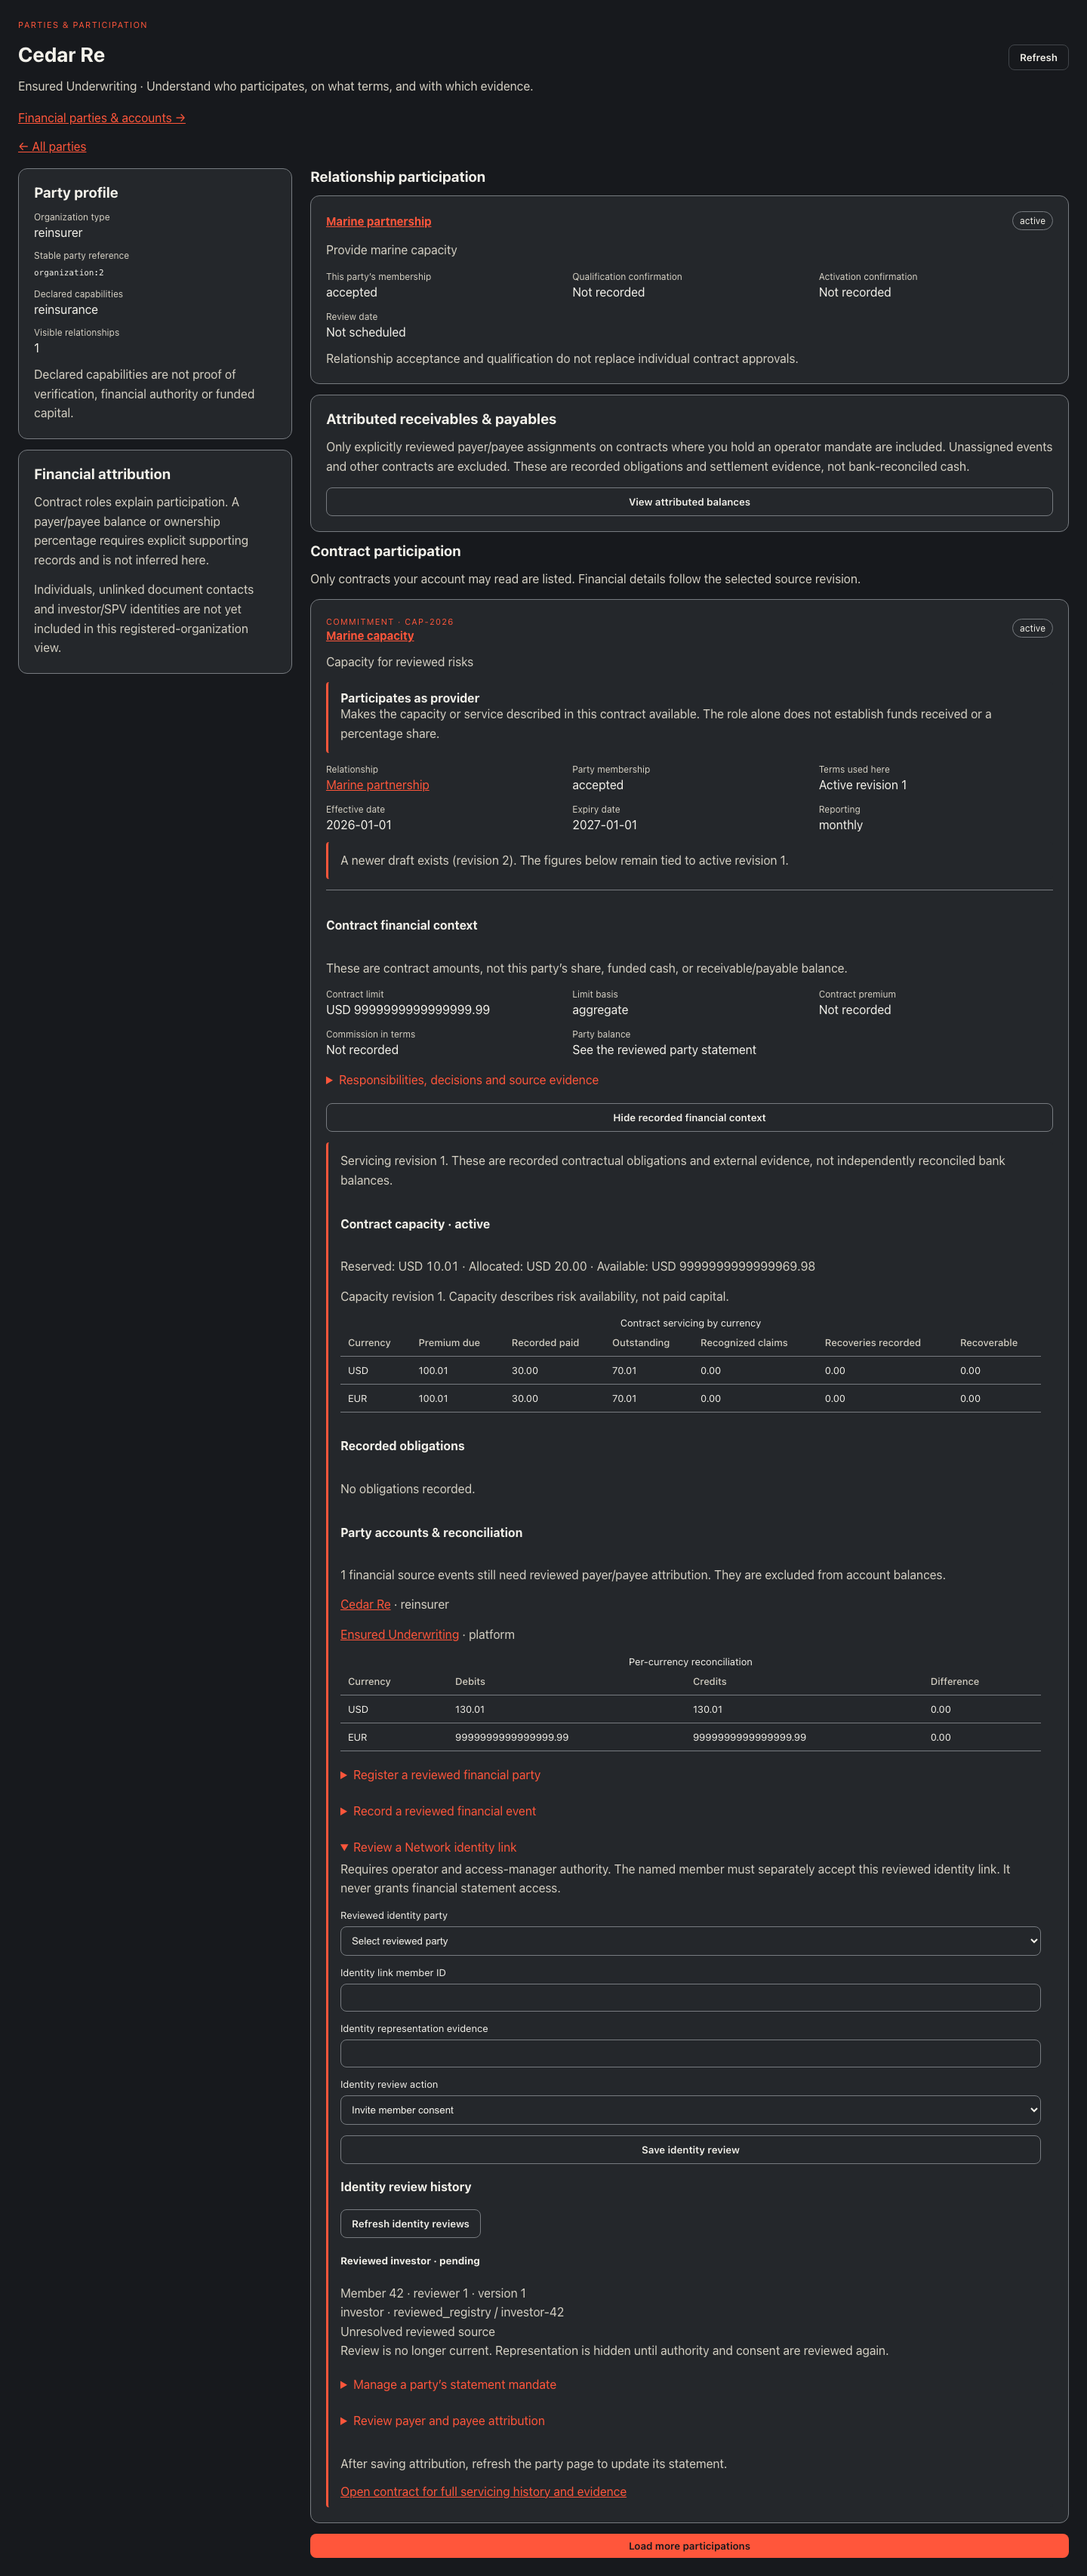 PARTIES & PARTICIPATION
Cedar Re
Refresh
Ensured Underwriting · Understand who participates, on what terms, and with which evidence.
Financial parties & accounts →
← All parties
Party profile
Organization type
reinsurer
Stable party reference
organization:2
Declared capabilities
reinsurance
Visible relationships
1
Declared capabilities are not proof of
verification, financial authority or funded
capital.
Financial attribution
Contract roles explain participation. A
payer/payee balance or ownership
percentage requires explicit supporting
records and is not inferred here.
Individuals, unlinked document contacts
and investor/SPV identities are not yet
included in this registered-organization
view.
Relationship participation
Marine partnership
active
Provide marine capacity
This party's membership
accepted
Qualification confirmation
Not recorded
Activation confirmation
Not recorded
Review date
Not scheduled
Relationship acceptance and qualification do not replace individual contract approvals.
Attributed receivables & payables
Only explicitly reviewed payer/payee assignments on contracts where you hold an operator mandate are included. Unassigned events
and other contracts are excluded. These are recorded obligations and settlement evidence, not bank-reconciled cash.
View attributed balances
Contract participation
Only contracts your account may read are listed. Financial details follow the selected source revision.
COMMITMENT · CAP-2026
Marine capacity
active
Capacity for reviewed risks
Participates as provider
Makes the capacity or service described in this contract available. The role alone does not establish funds received or a
percentage share.
Relationship
Marine partnership
Party membership
accepted
Terms used here
Active revision 1
Effective date
2026-01-01
Expiry date
2027-01-01
Reporting
monthly
A newer draft exists (revision 2). The figures below remain tied to active revision 1.
Contract financial context
These are contract amounts, not this party's share, funded cash, or receivable/payable balance.
Contract limit
USD 9999999999999999.99
Limit basis
aggregate
Contract premium
Not recorded
Commission in terms
Not recorded
Party balance
See the reviewed party statement
▶ Responsibilities, decisions and source evidence
Hide recorded financial context
Servicing revision 1. These are recorded contractual obligations and external evidence, not independently reconciled bank
balances.
Contract capacity · active
Reserved: USD 10.01 · Allocated: USD 20.00 · Available: USD 9999999999999969.98
Capacity revision 1. Capacity describes risk availability, not paid capital.
Contract servicing by currency
Currency Premium due Recorded paid Outstanding Recognized claims Recoveries recorded Recoverable
USD 100.01 30.00 70.01 0.00 0.00 0.00
EUR 100.01 30.00 70.01 0.00 0.00 0.00
Recorded obligations
No obligations recorded.
Party accounts & reconciliation
1 financial source events still need reviewed payer/payee attribution. They are excluded from account balances.
Cedar Re · reinsurer
Ensured Underwriting · platform
Per-currency reconciliation
Currency Debits Credits Difference
USD 130.01 130.01 0.00
EUR 9999999999999999.99 9999999999999999.99 0.00
▶ Register a reviewed financial party
▶ Record a reviewed financial event
▼ Review a Network identity link
Requires operator and access-manager authority. The named member must separately accept this reviewed identity link. It
never grants financial statement access.
Reviewed identity party
Select reviewed party
Identity link member ID
Identity representation evidence
Identity review action
Invite member consent
Save identity review
Identity review history
Refresh identity reviews
Reviewed investor · pending
Member 42 · reviewer 1 · version 1
investor · reviewed_registry / investor-42
Unresolved reviewed source
Review is no longer current. Representation is hidden until authority and consent are reviewed again.
▶ Manage a party's statement mandate
▶ Review payer and payee attribution
After saving attribution, refresh the party page to update its statement.
Open contract for full servicing history and evidence
Load more participations